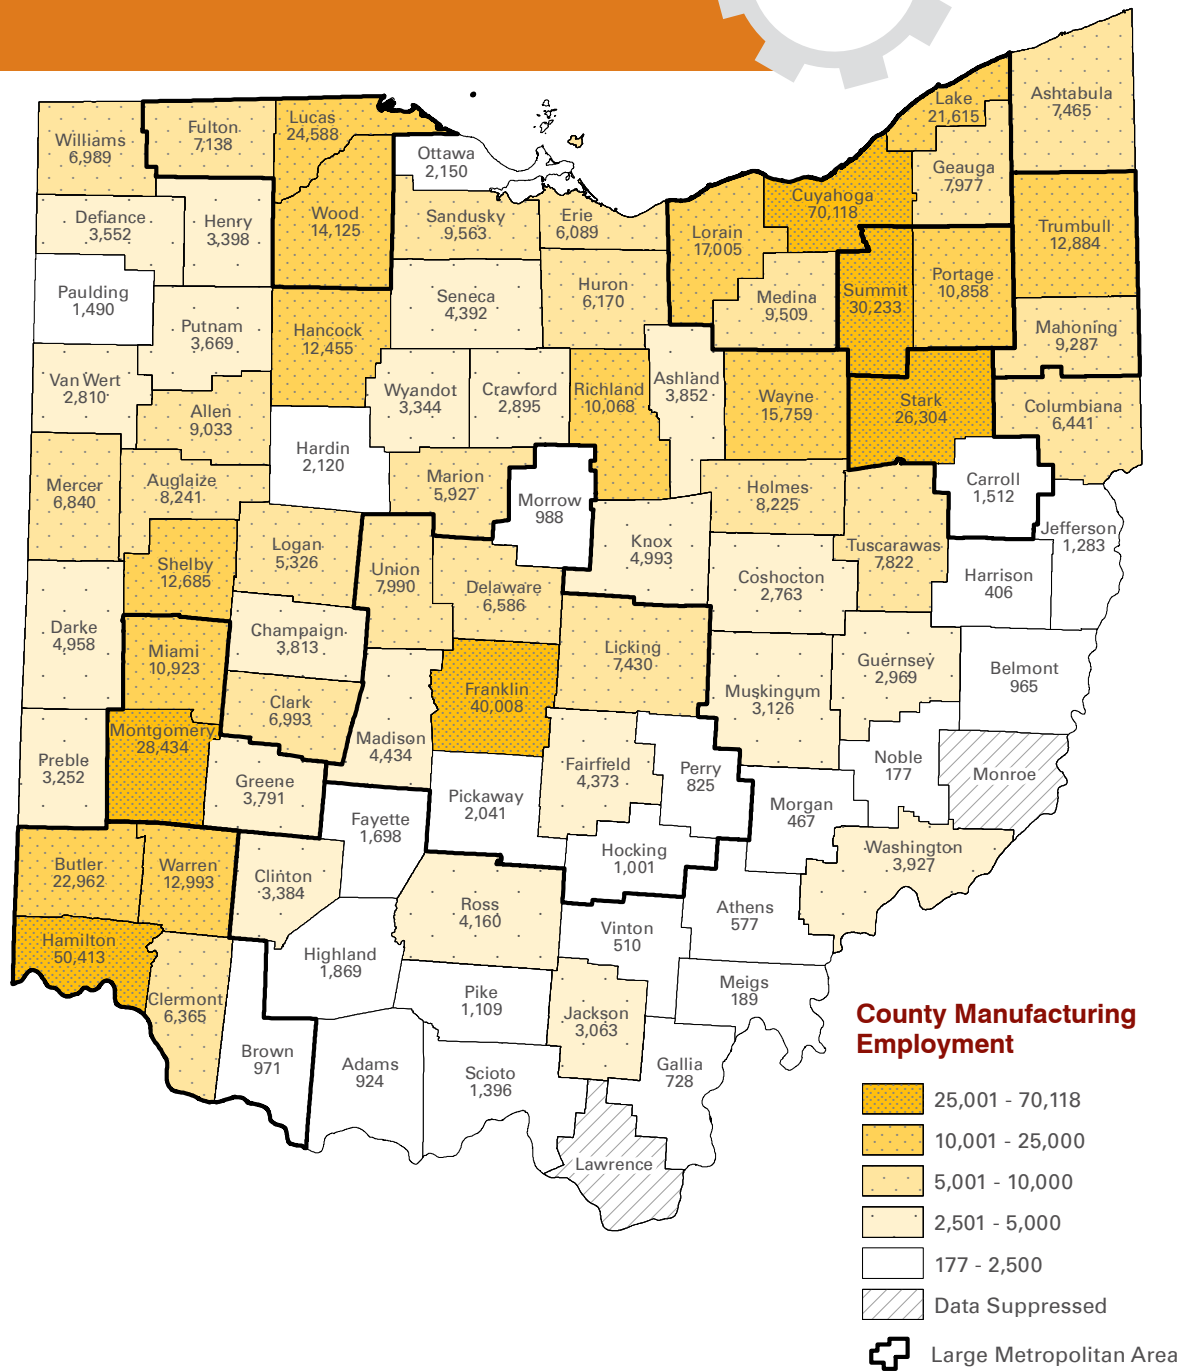 Williams
6,989
Fulton
7,138
Lucas
24,588
Ottawa
2,150
Lake
21,615
Ashtabula
7,465
Geauga
7,977
Defiance
3,552
Henry
3,398
Wood
14,125
Sandusky
9,563
Erie
6,089
Lorain
17,005
Cuyahoga
70,118
Trumbull
12,884
Paulding
1,490
Putnam
3,669
Hancock
12,455
Seneca
4,392
Huron
6,170
Medina
9,509
Summit
30,233
Portage
10,858
Mahoning
9,287
Van Wert
2,810
Allen
9,033
Hardin
2,120
Wyandot
3,344
Crawford
2,895
Richland
10,068
Ashland
3,852
Wayne
15,759
Stark
26,304
Columbiana
6,441
Mercer
6,840
Auglaize
8,241
Marion
5,927
Morrow
988
Holmes
8,225
Carroll
1,512
Jefferson
1,283
Shelby
12,685
Logan
5,326
Union
7,990
Delaware
6,586
Knox
4,993
Coshocton
2,763
Tuscarawas
7,822
Harrison
406
Darke
4,958
Miami
10,923
Champaign
3,813
Clark
6,993
Madison
4,434
Franklin
40,008
Licking
7,430
Muskingum
3,126
Guernsey
2,969
Belmont
965
Preble
3,252
Montgomery
28,434
Greene
3,791
Fayette
1,698
Pickaway
2,041
Fairfield
4,373
Perry
825
Morgan
467
Noble
177
Monroe
Butler
22,962
Warren
12,993
Clinton
3,384
Ross
4,160
Hocking
1,001
Washington
3,927
Hamilton
50,413
Clermont
6,365
Highland
1,869
Vinton
510
Athens
577
Brown
971
Adams
924
Pike
1,109
Scioto
1,396
Jackson
3,063
Meigs
189
Gallia
728
Lawrence
County Manufacturing
Employment
25,001 - 70,118
10,001 - 25,000
5,001 - 10,000
2,501 - 5,000
177 - 2,500
Data Suppressed
Large Metropolitan Area